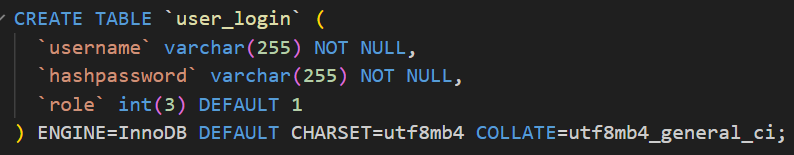 CREATE TABLE `user_login` (
  `username` varchar(255) NOT NULL,
  `hashpassword` varchar(255) NOT NULL,
  `role` int(3) DEFAULT 1
) ENGINE=InnoDB DEFAULT CHARSET=utf8mb4 COLLATE=utf8mb4_general_ci;